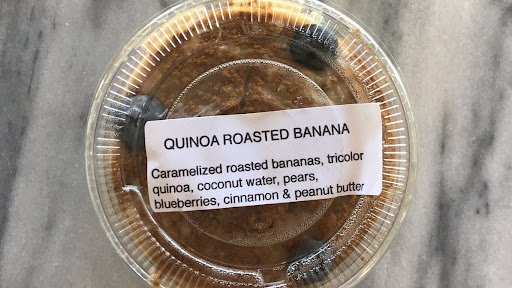 QUINOA ROASTED BANANA
Caramelized roasted bananas, tricolor
quinoa, coconut water, pears,
blueberries, cinnamon & peanut butter